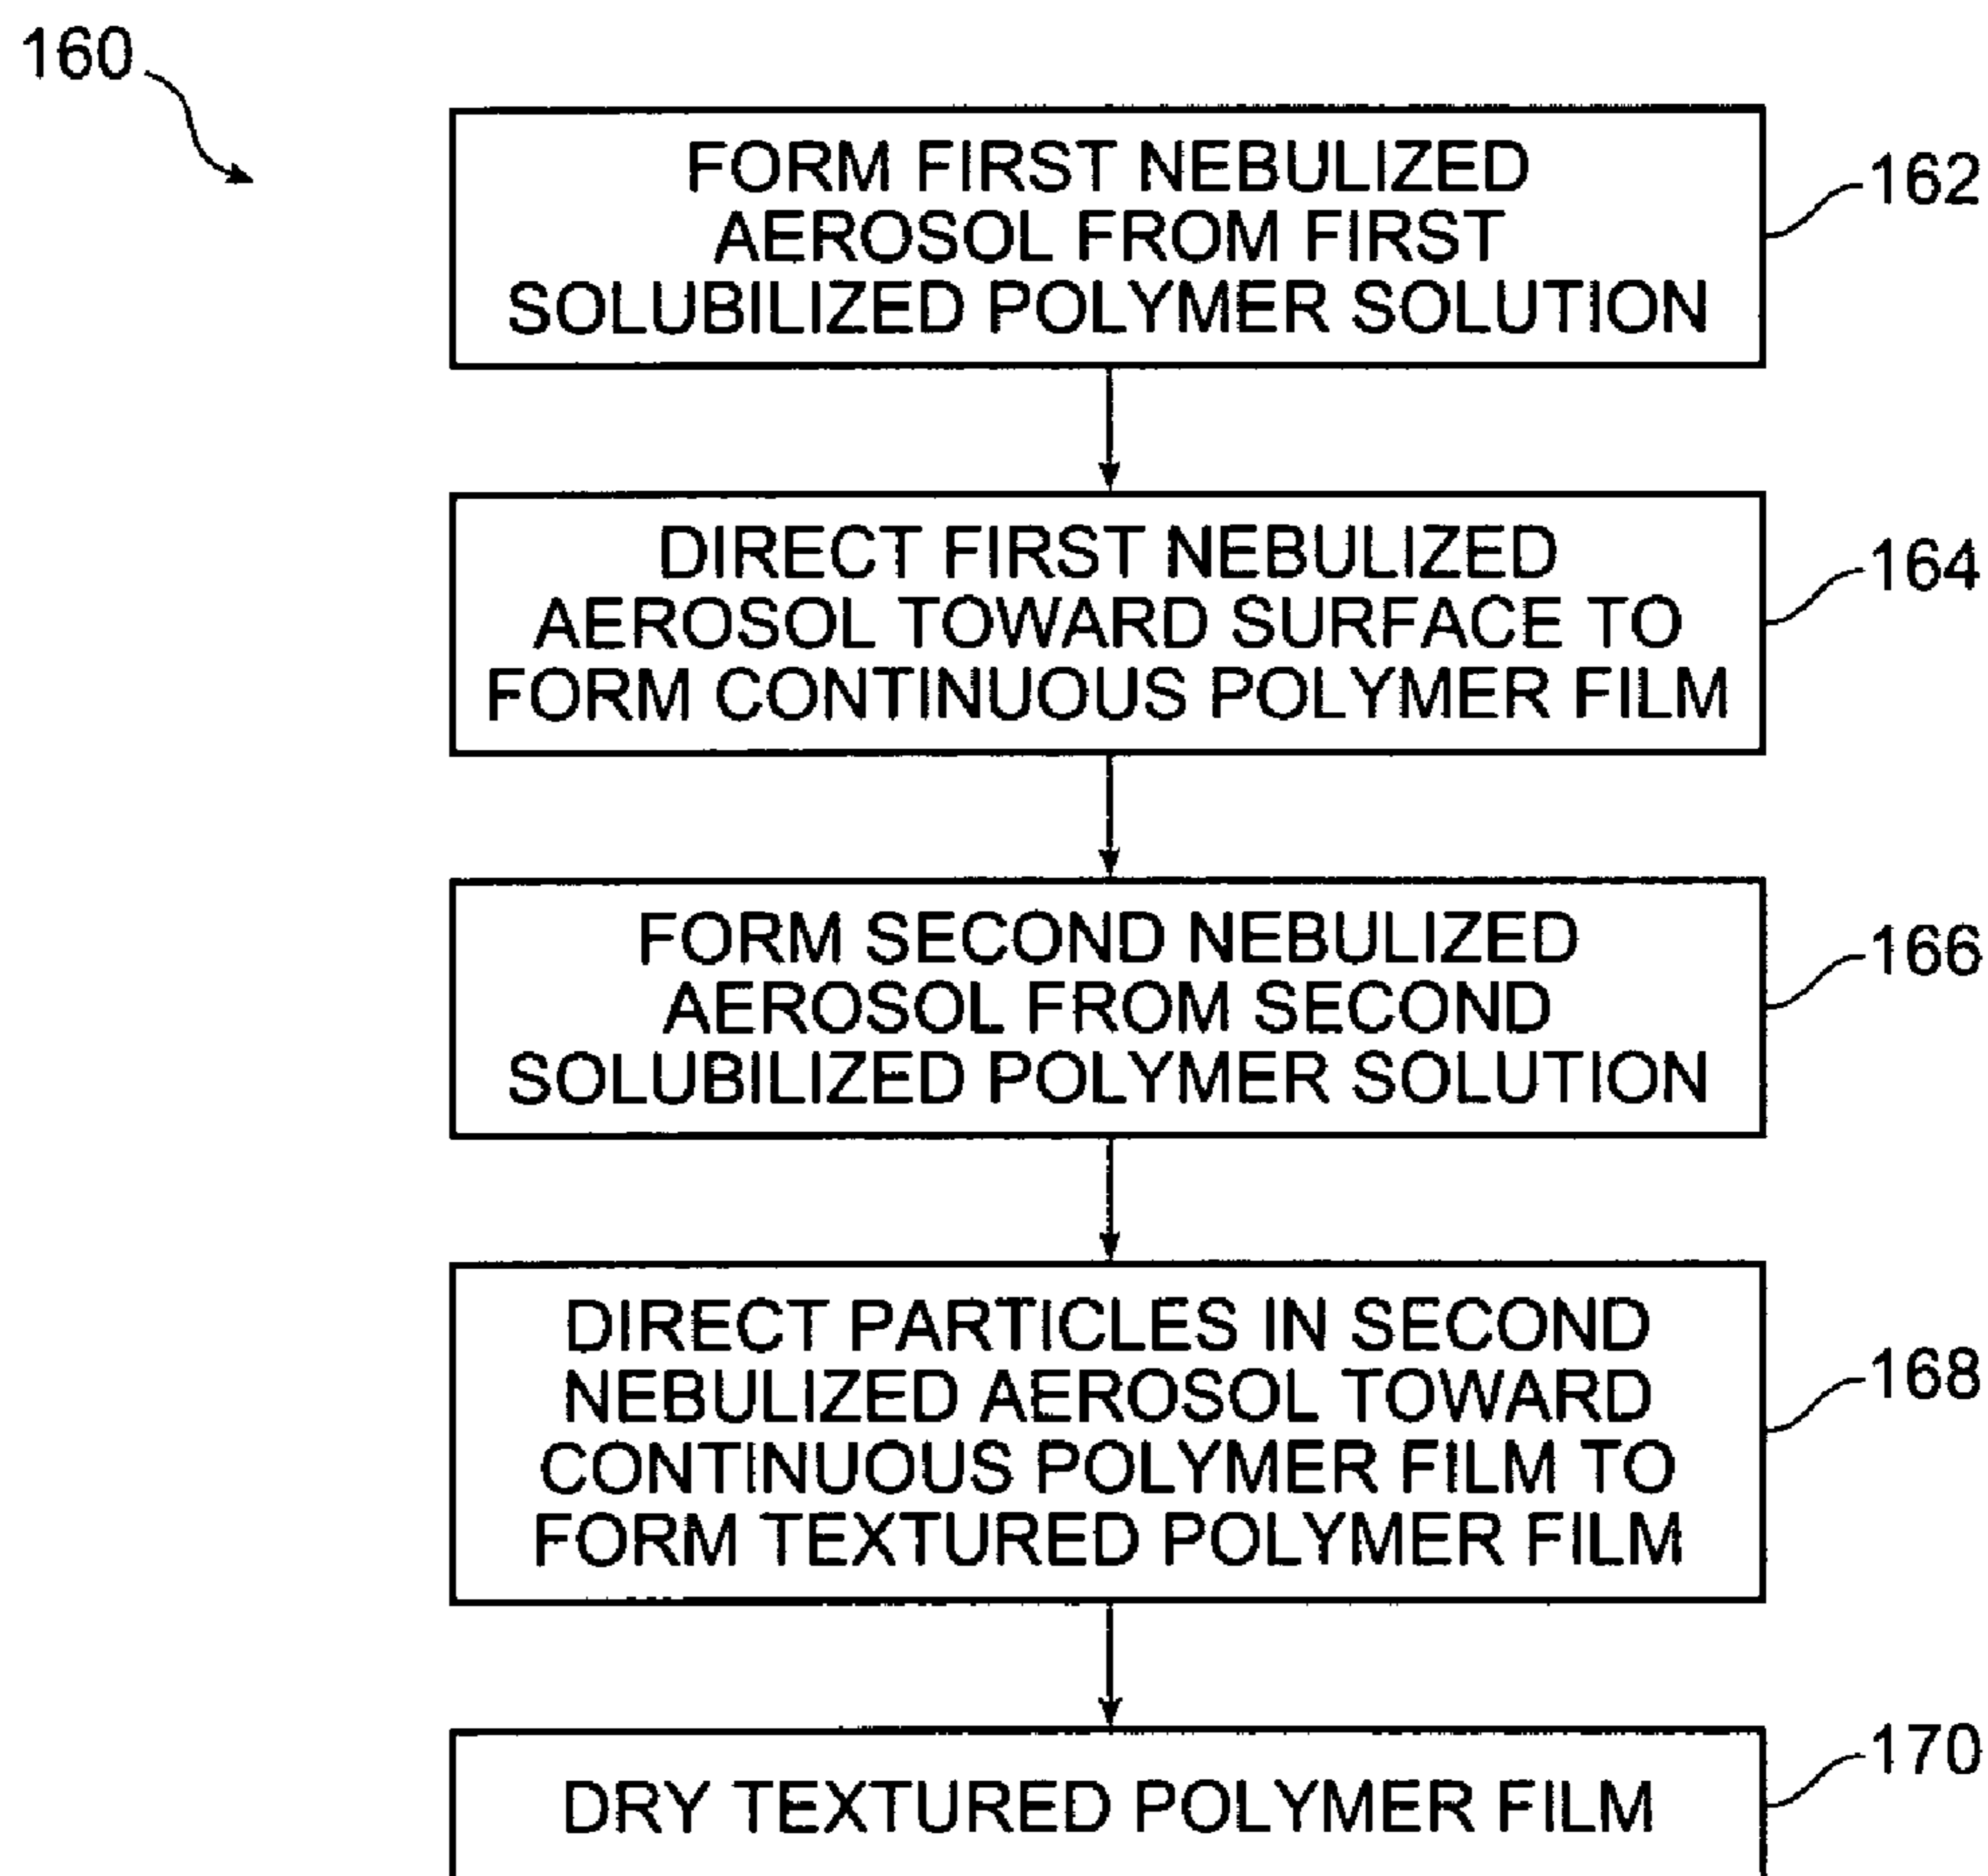 160
FORM FIRST NEBULIZED
AEROSOL FROM FIRST
SOLUBILIZED POLYMER SOLUTION
162
DIRECT FIRST NEBULIZED
AEROSOL TOWARD SURFACE TO
FORM CONTINUOUS POLYMER FILM
164
FORM SECOND NEBULIZED
AEROSOL FROM SECOND
SOLUBILIZED POLYMER SOLUTION
166
DIRECT PARTICLES IN SECOND
NEBULIZED AEROSOL TOWARD
CONTINUOUS POLYMER FILM TO
FORM TEXTURED POLYMER FILM
168
DRY TEXTURED POLYMER FILM
170